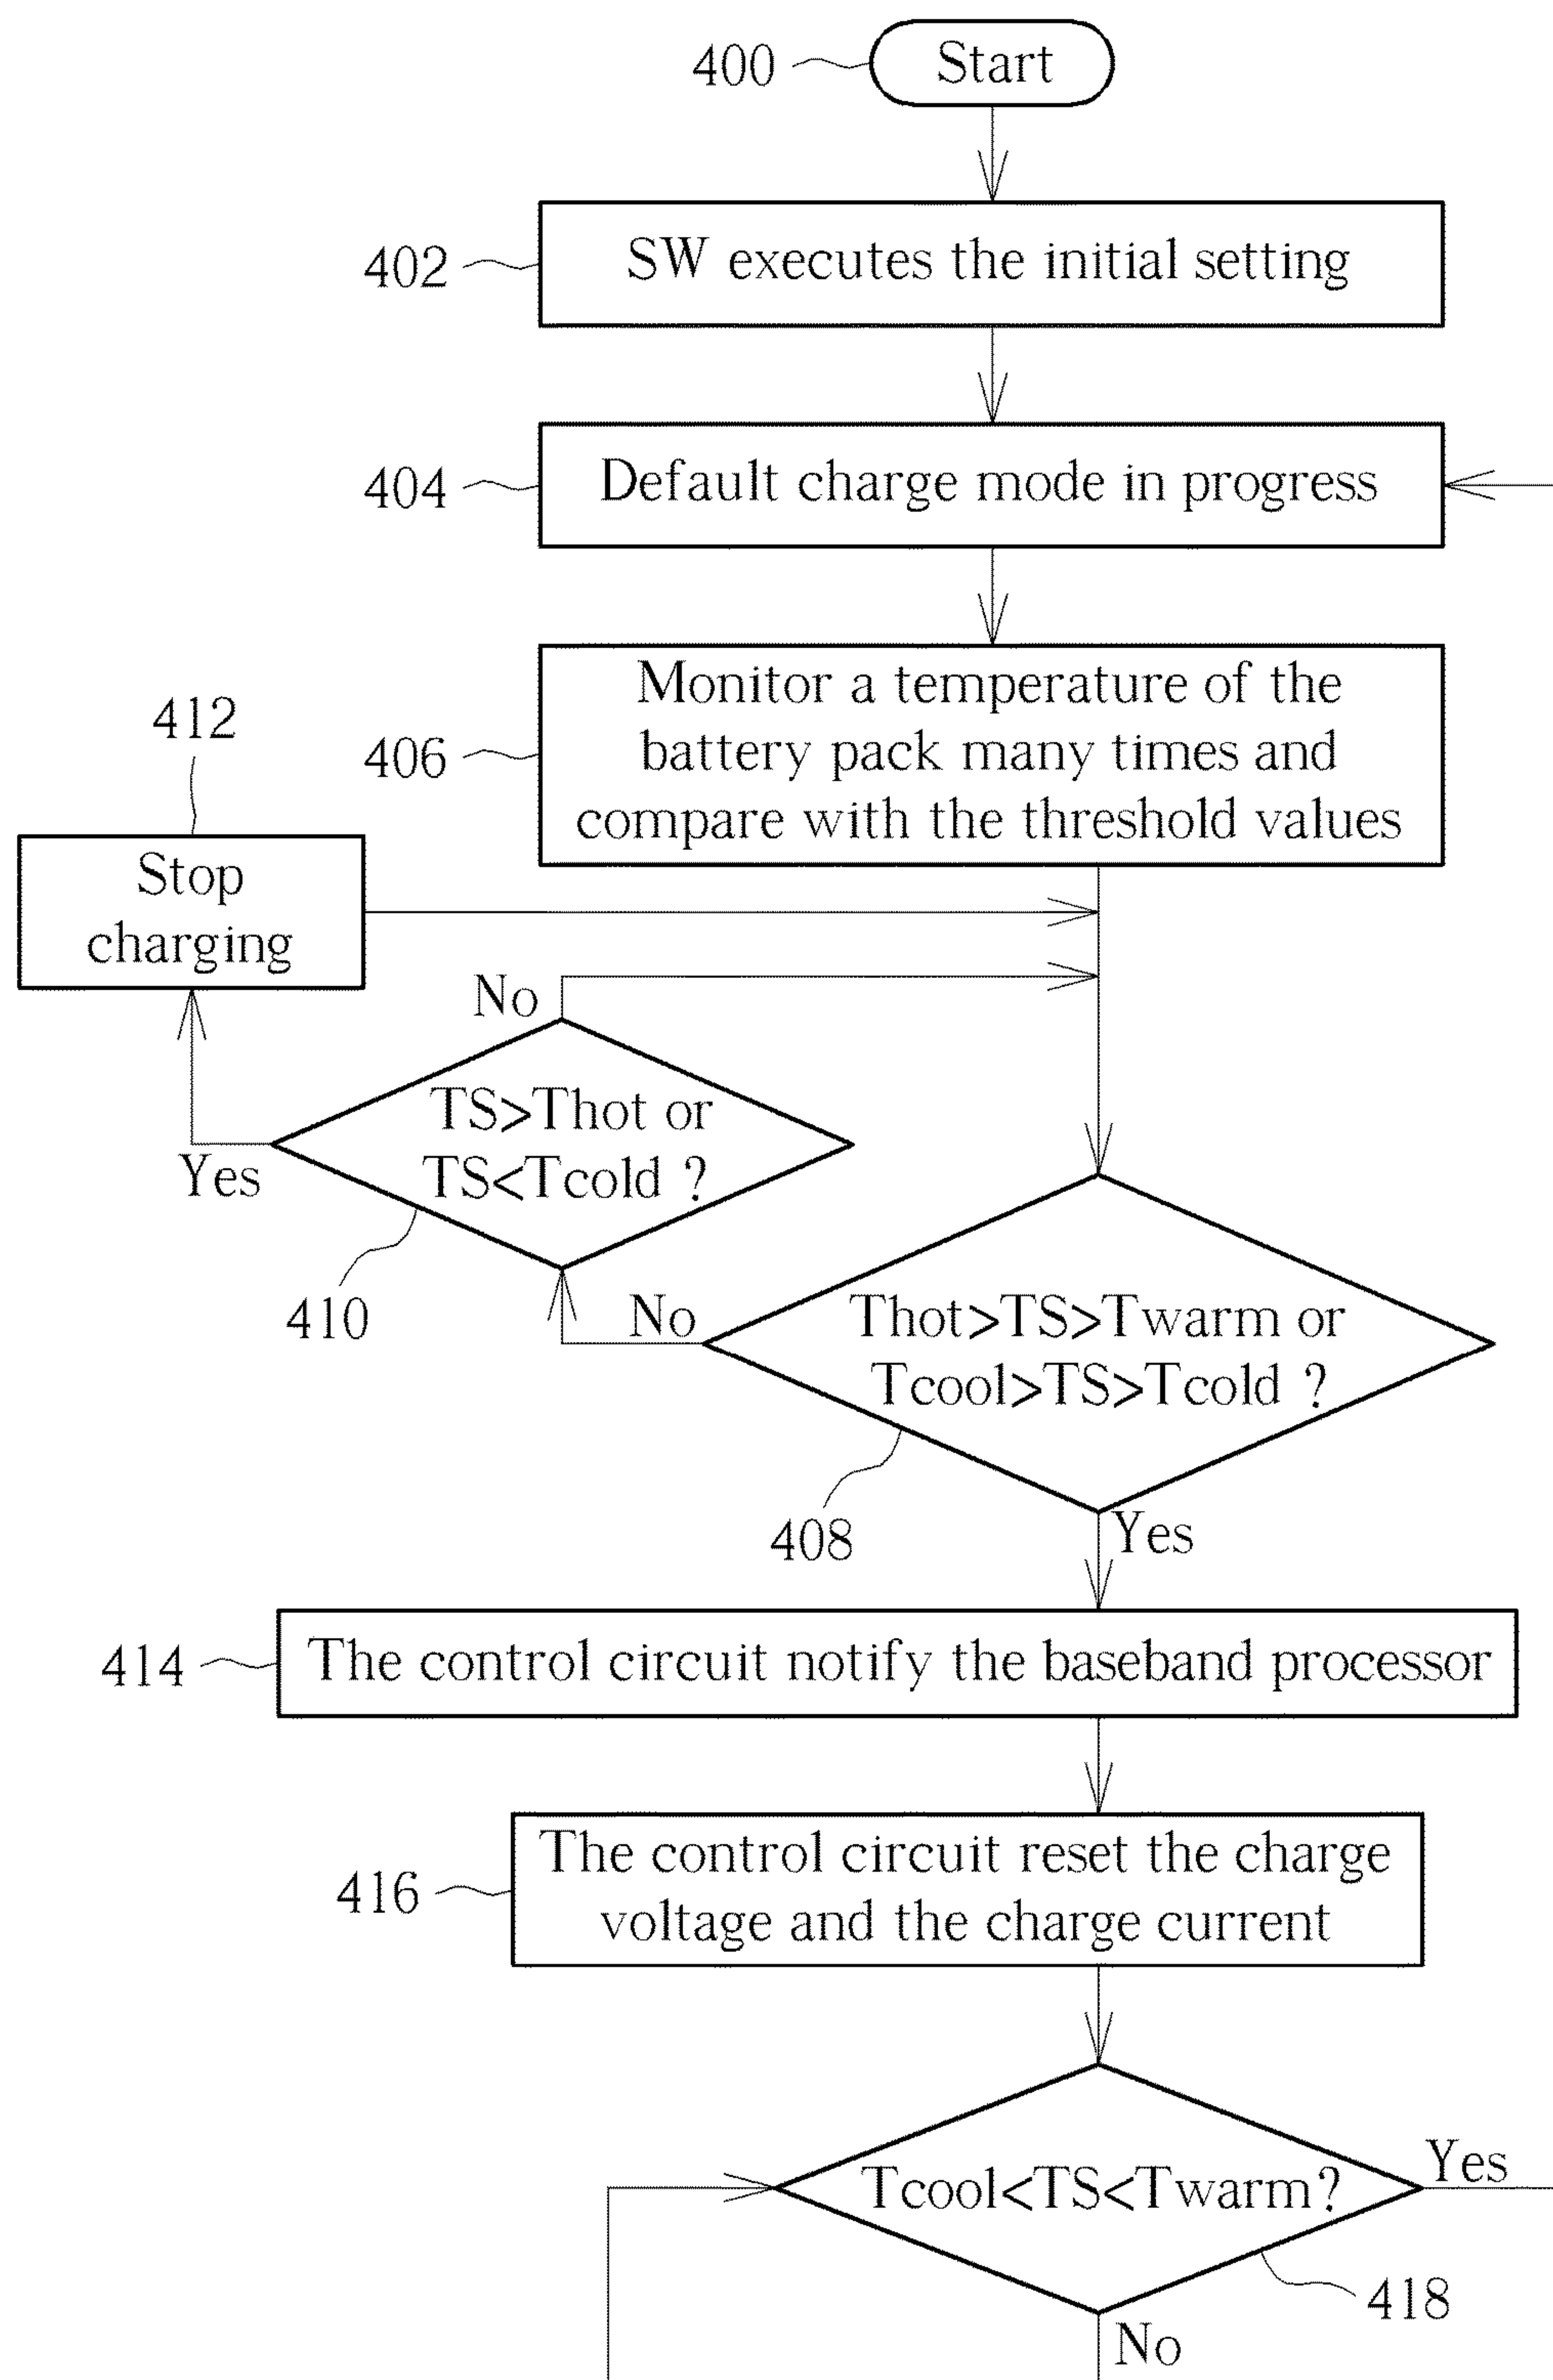 400
Start
402
SW executes the initial setting
404
Default charge mode in progress
406
Monitor a temperature of the
battery pack many times and
compare with the threshold values
412
Stop
charging
No
TS>Thot or
TS<Tcold ?
Yes
410
No
Thot>TS>Twarm or
Tcool>TS>Tcold ?
408
Yes
414
The control circuit notify the baseband processor
416
The control circuit reset the charge
voltage and the charge current
Tcool<TS<Twarm?
Yes
418
No